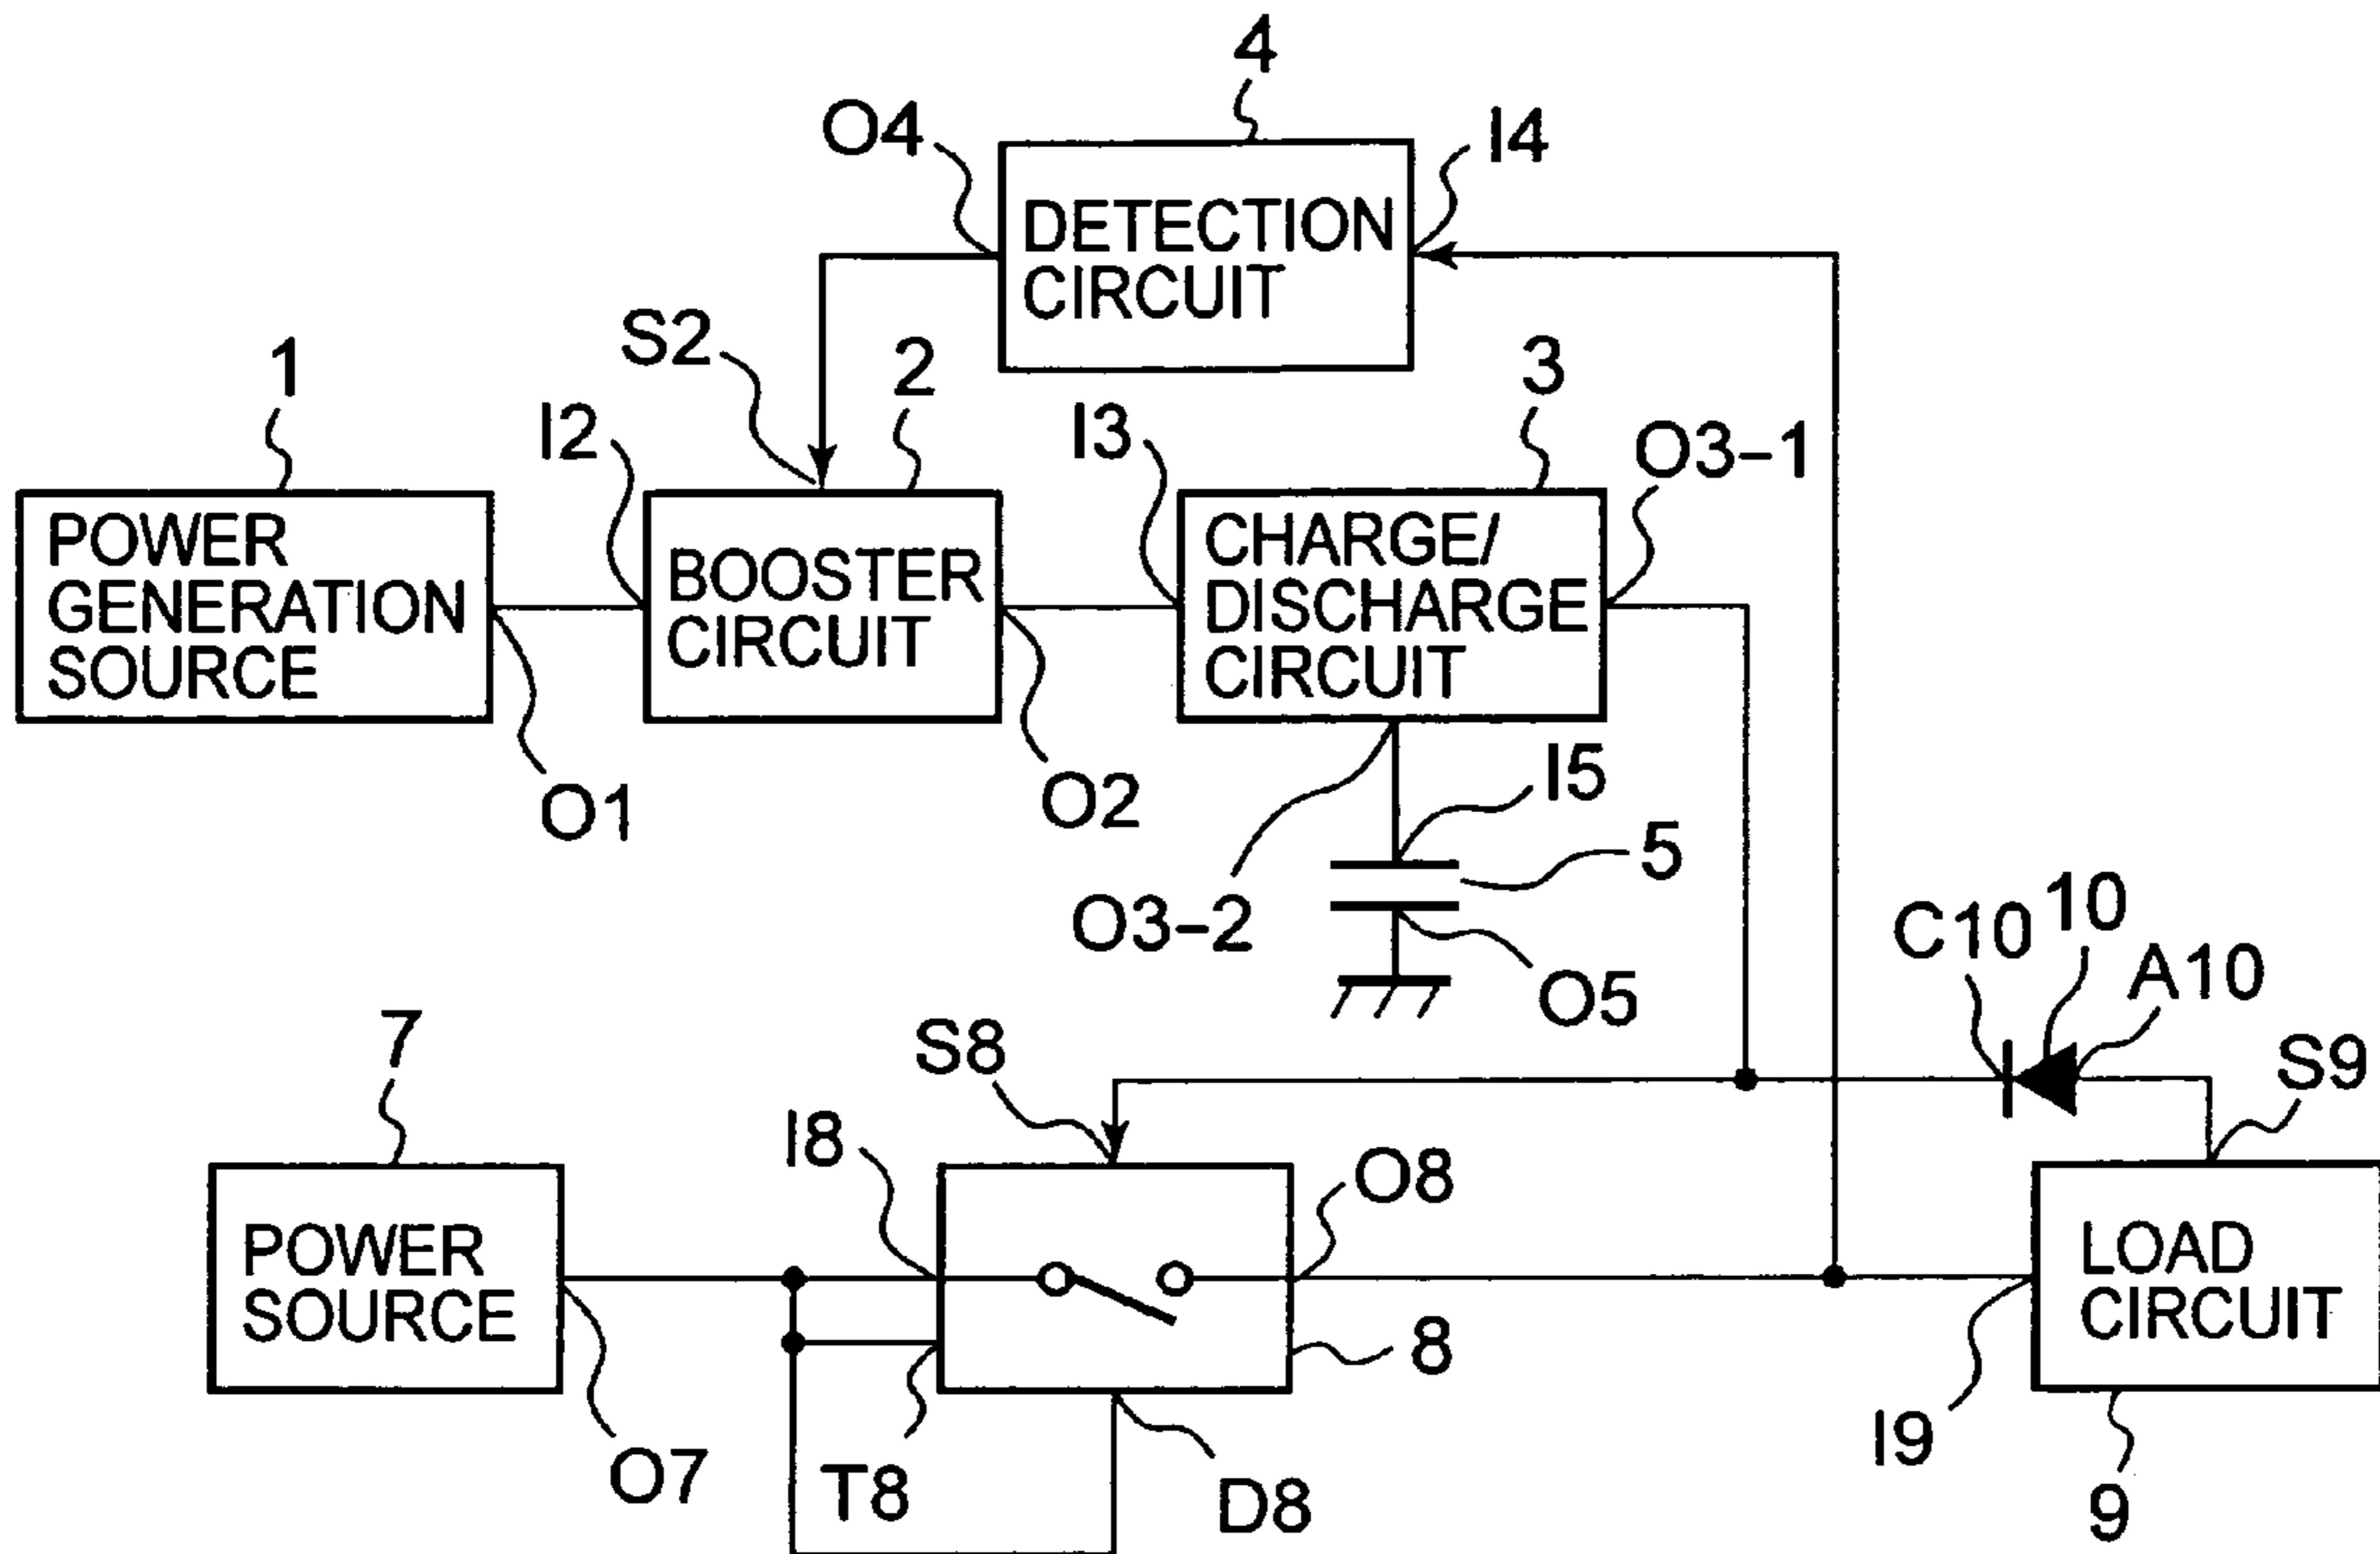 4
O4
I4
DETECTION
CIRCUIT
S2
1
2
3
I2
I3
O3-1
POWER
GENERATION
SOURCE
BOOSTER
CIRCUIT
CHARGE/
DISCHARGE
CIRCUIT
O1
O2
I5
5
O3-2
O5
C10
10
A10
7
S8
S9
I8
O8
POWER
SOURCE
LOAD
CIRCUIT
8
O7
T8
D8
I9
9